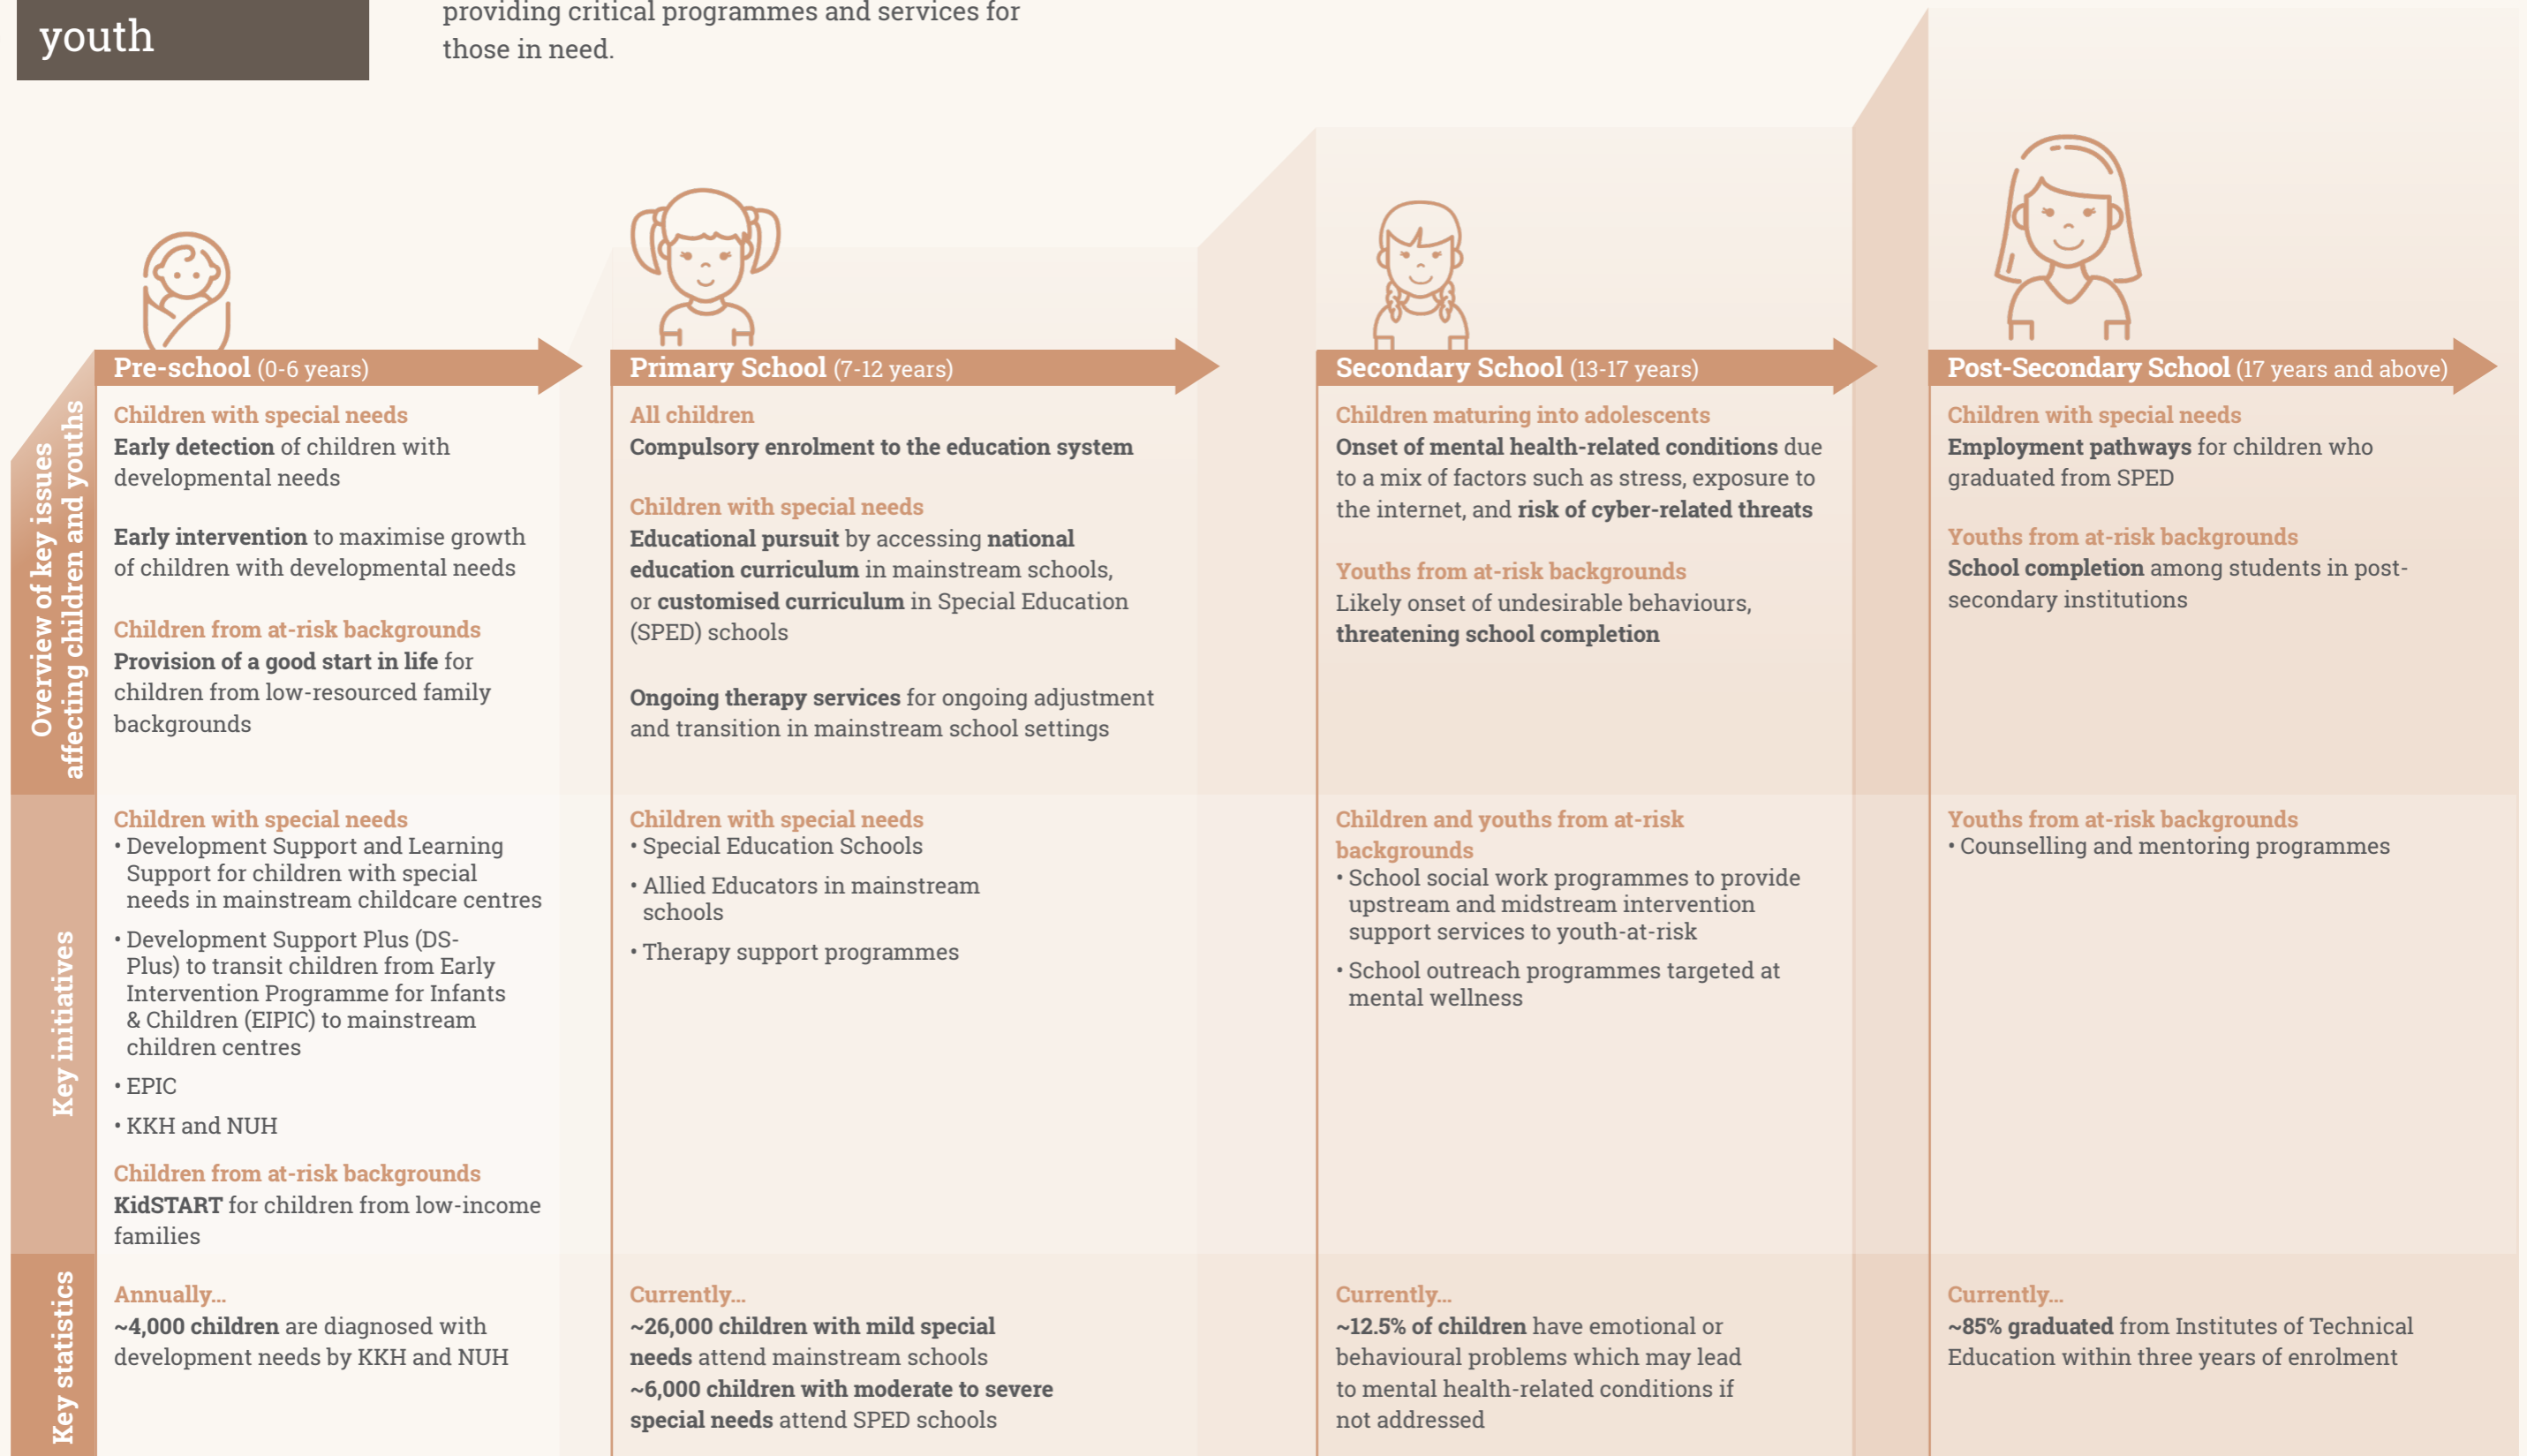 youth
providing critical programmes and services for
those in need.
Pre-school (0-6 years)
Primary School (7-12 years)
Secondary School (13-17 years)
Post-Secondary School (17 years and above)
Overview of key issues
affecting children and youths
Children with special needs
Early detection of children with
developmental needs
Early intervention to maximise growth
of children with developmental needs
Children from at-risk backgrounds
Provision of a good start in life for
children from low-resourced family
backgrounds
All children
Compulsory enrolment to the education system
Children with special needs
Educational pursuit by accessing national
education curriculum in mainstream schools,
or customised curriculum in Special Education
(SPED) schools
Ongoing therapy services for ongoing adjustment
and transition in mainstream school settings
Children maturing into adolescents
Onset of mental health-related conditions due
to a mix of factors such as stress, exposure to
the internet, and risk of cyber-related threats
Youths from at-risk backgrounds
Likely onset of undesirable behaviours,
threatening school completion
Children with special needs
Employment pathways for children who
graduated from SPED
Youths from at-risk backgrounds
School completion among students in post-
secondary institutions
Key initiatives
Children with special needs
• Development Support and Learning
Support for children with special
needs in mainstream childcare centres
• Development Support Plus (DS-
Plus) to transit children from Early
Intervention Programme for Infants
& Children (EIPIC) to mainstream
children centres
• EPIC
• KKH and NUH
Children from at-risk backgrounds
KidSTART for children from low-income
families
Children with special needs
• Special Education Schools
• Allied Educators in mainstream
schools
• Therapy support programmes
Children and youths from at-risk
backgrounds
• School social work programmes to provide
upstream and midstream intervention
support services to youth-at-risk
• School outreach programmes targeted at
mental wellness
Youths from at-risk backgrounds
• Counselling and mentoring programmes
Key statistics
Annually...
~4,000 children are diagnosed with
development needs by KKH and NUH
Currently...
~26,000 children with mild special
needs attend mainstream schools
~6,000 children with moderate to severe
special needs attend SPED schools
Currently...
~12.5% of children have emotional or
behavioural problems which may lead
to mental health-related conditions if
not addressed
Currently...
~85% graduated from Institutes of Technical
Education within three years of enrolment